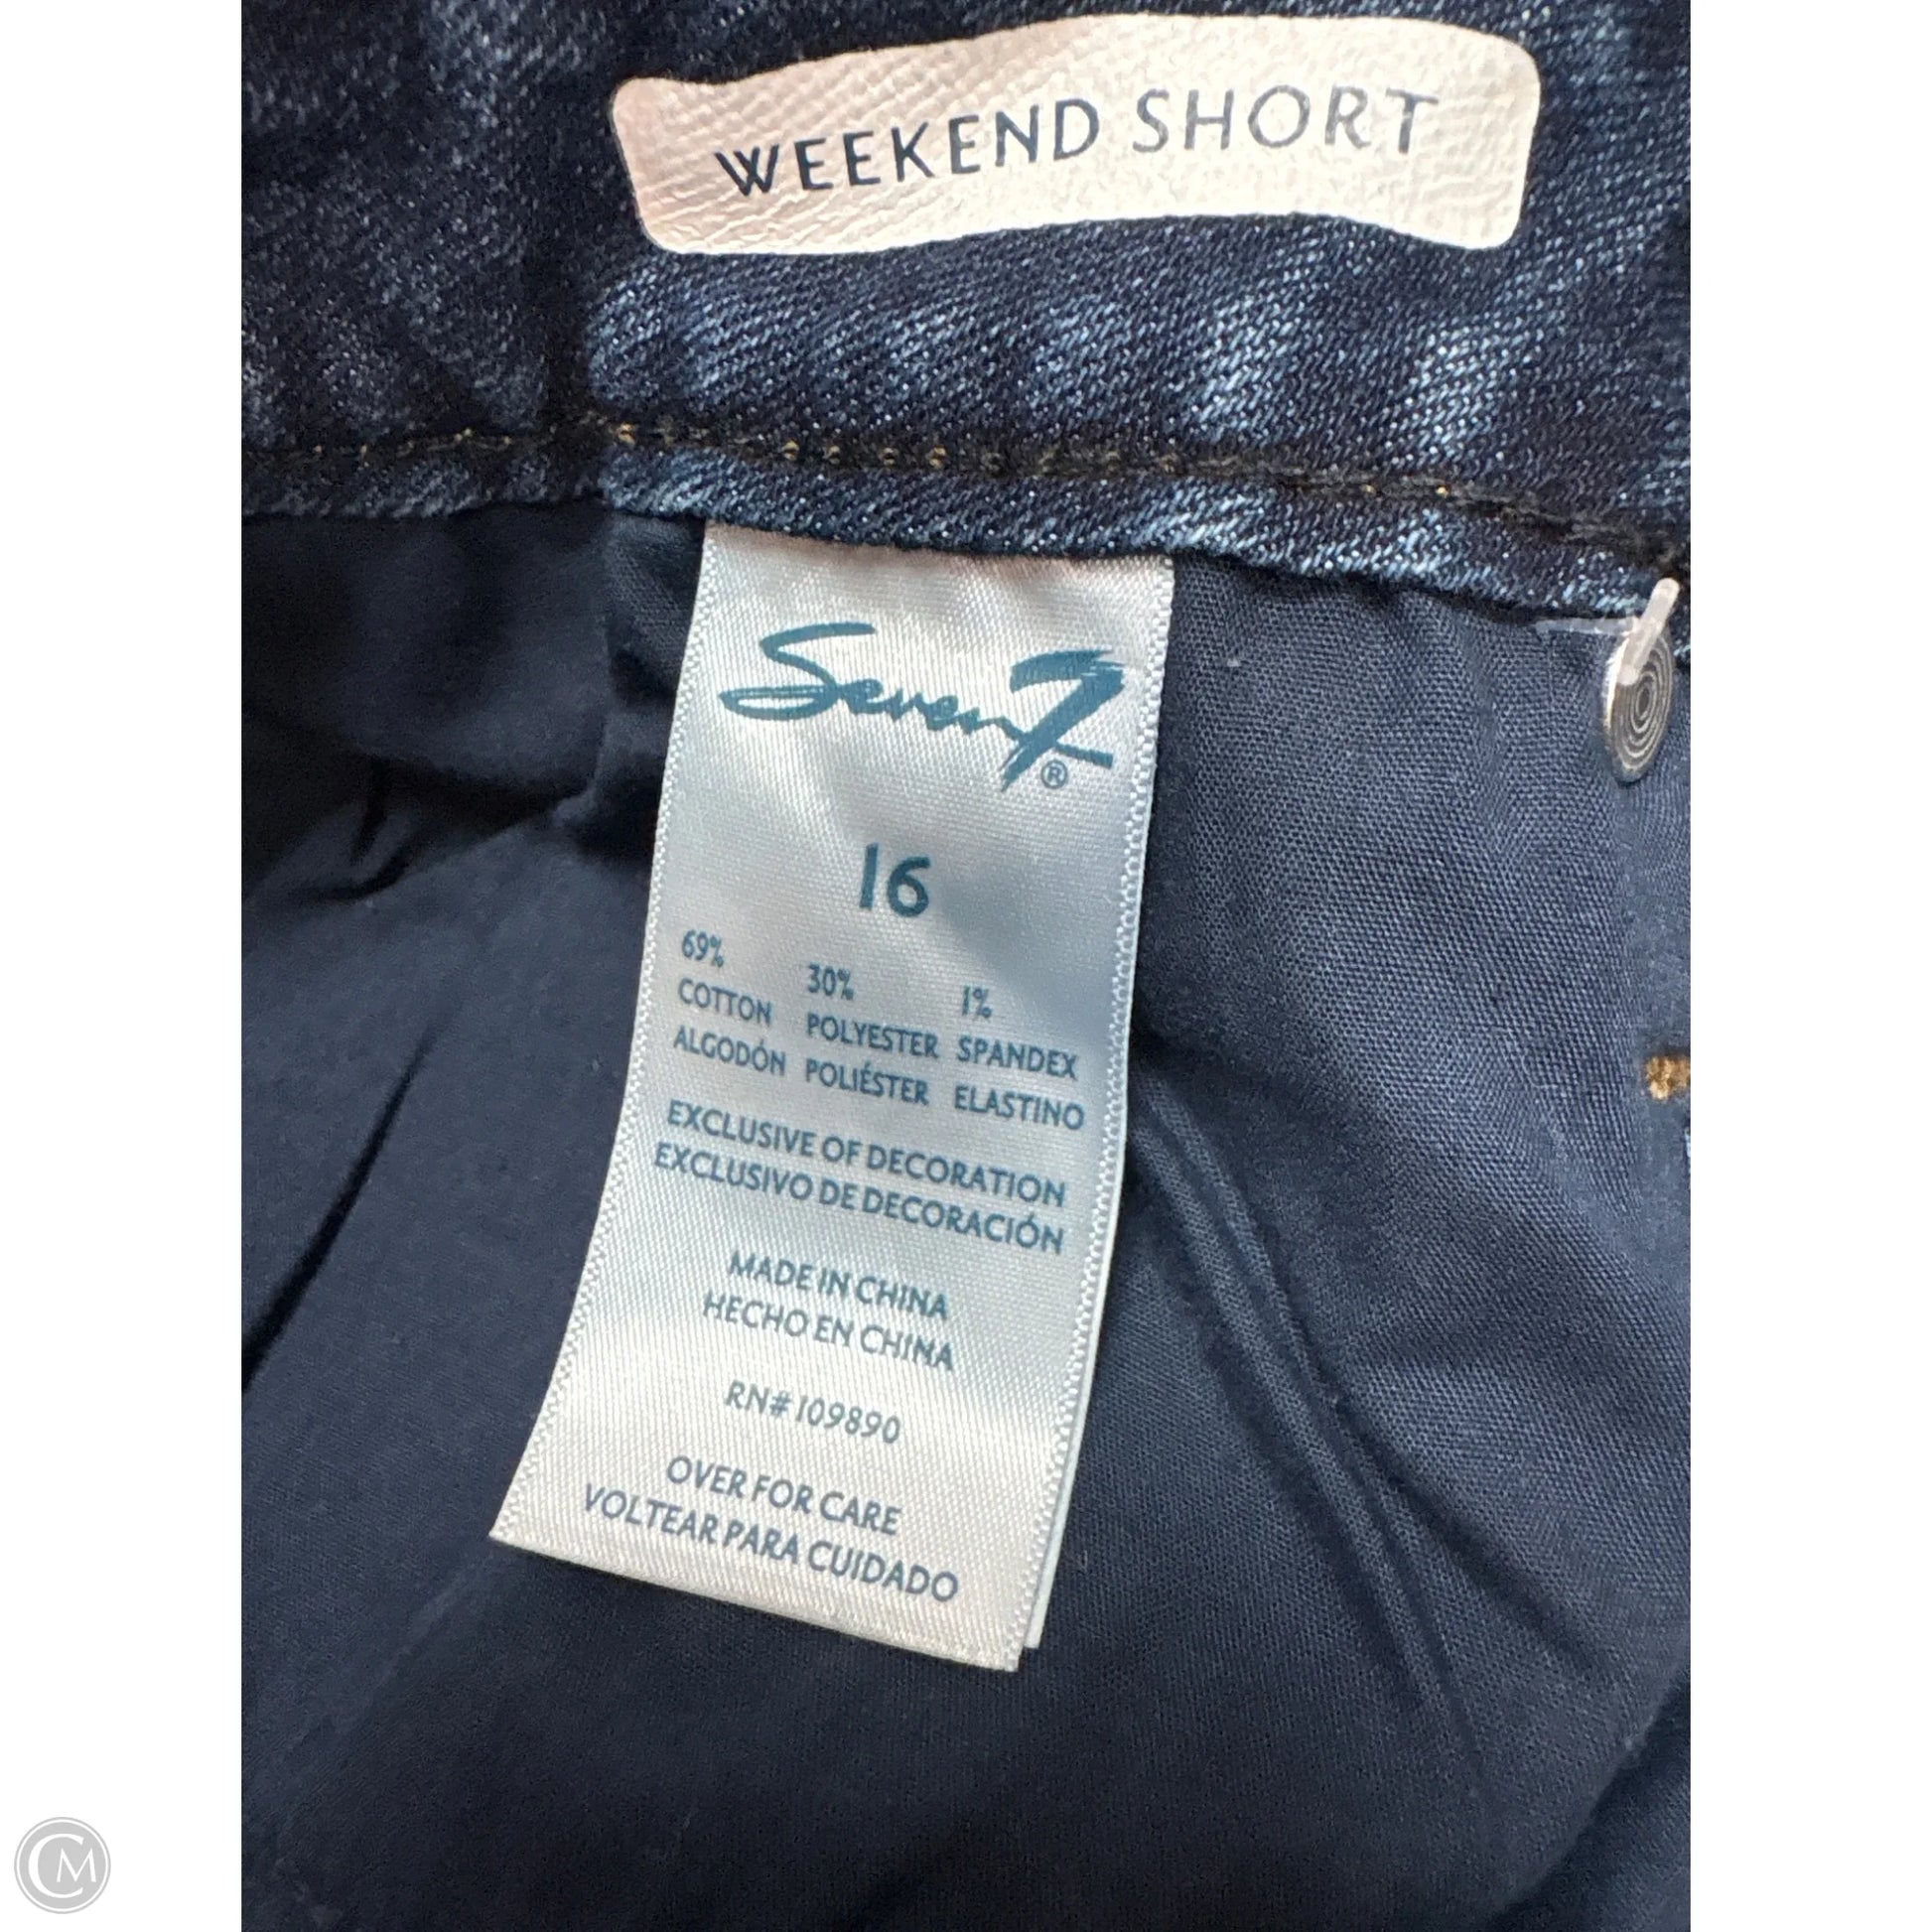 WEEKEND SHORT
Seven7®
16
69% 30% 1%
COTTON POLYESTER SPANDEX
ALGODÓN POLIÉSTER ELASTINO
EXCLUSIVE OF DECORATION
EXCLUSIVO DE DECORACIÓN
MADE IN CHINA
HECHO EN CHINA
RN# 109890
OVER FOR CARE
VOLTEAR PARA CUIDADO
CM